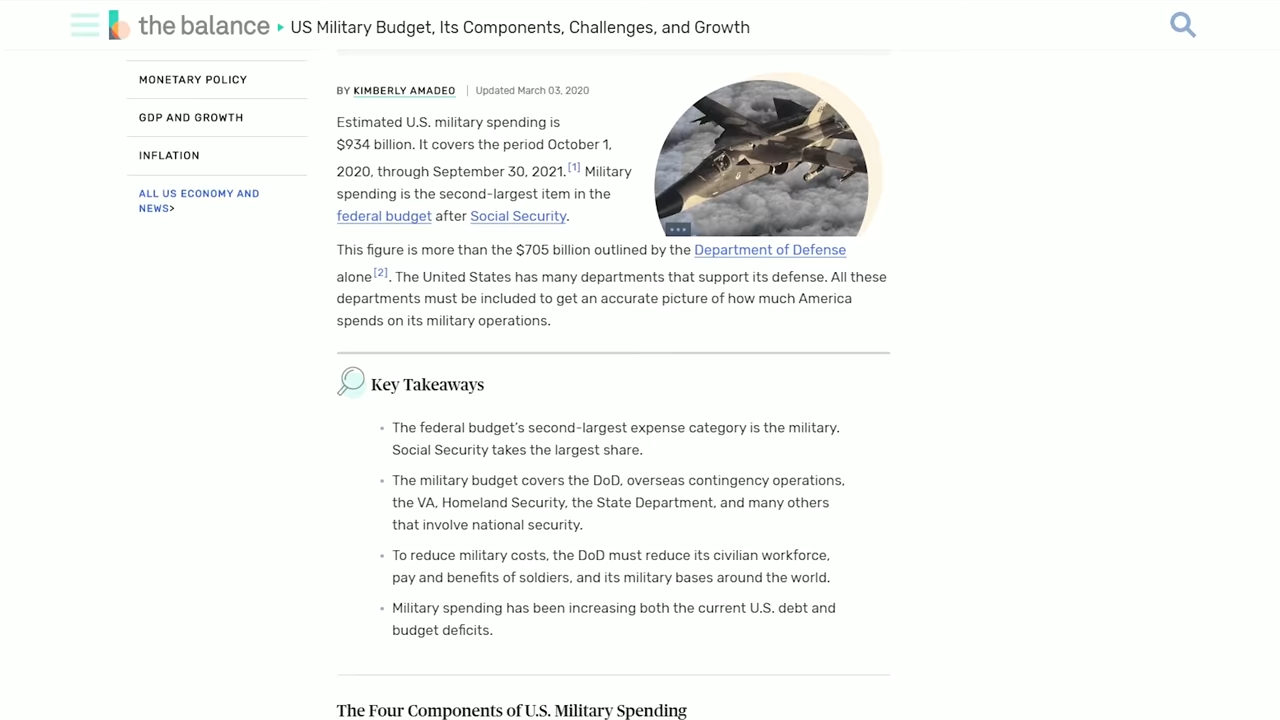 the balance ▸ US Military Budget, Its Components, Challenges, and Growth
MONETARY POLICY
GDP AND GROWTH
INFLATION
ALL US ECONOMY AND
NEWS>
BY KIMBERLY AMADEO | Updated March 03, 2020
Estimated U.S. military spending is
$934 billion. It covers the period October 1,
2020, through September 30, 2021.[1] Military
spending is the second-largest item in the
federal budget after Social Security.
This figure is more than the $705 billion outlined by the Department of Defense
alone[2]. The United States has many departments that support its defense. All these
departments must be included to get an accurate picture of how much America
spends on its military operations.
Key Takeaways
• The federal budget's second-largest expense category is the military.
Social Security takes the largest share.
• The military budget covers the DoD, overseas contingency operations,
the VA, Homeland Security, the State Department, and many others
that involve national security.
• To reduce military costs, the DoD must reduce its civilian workforce,
pay and benefits of soldiers, and its military bases around the world.
• Military spending has been increasing both the current U.S. debt and
budget deficits.
The Four Components of U.S. Military Spending